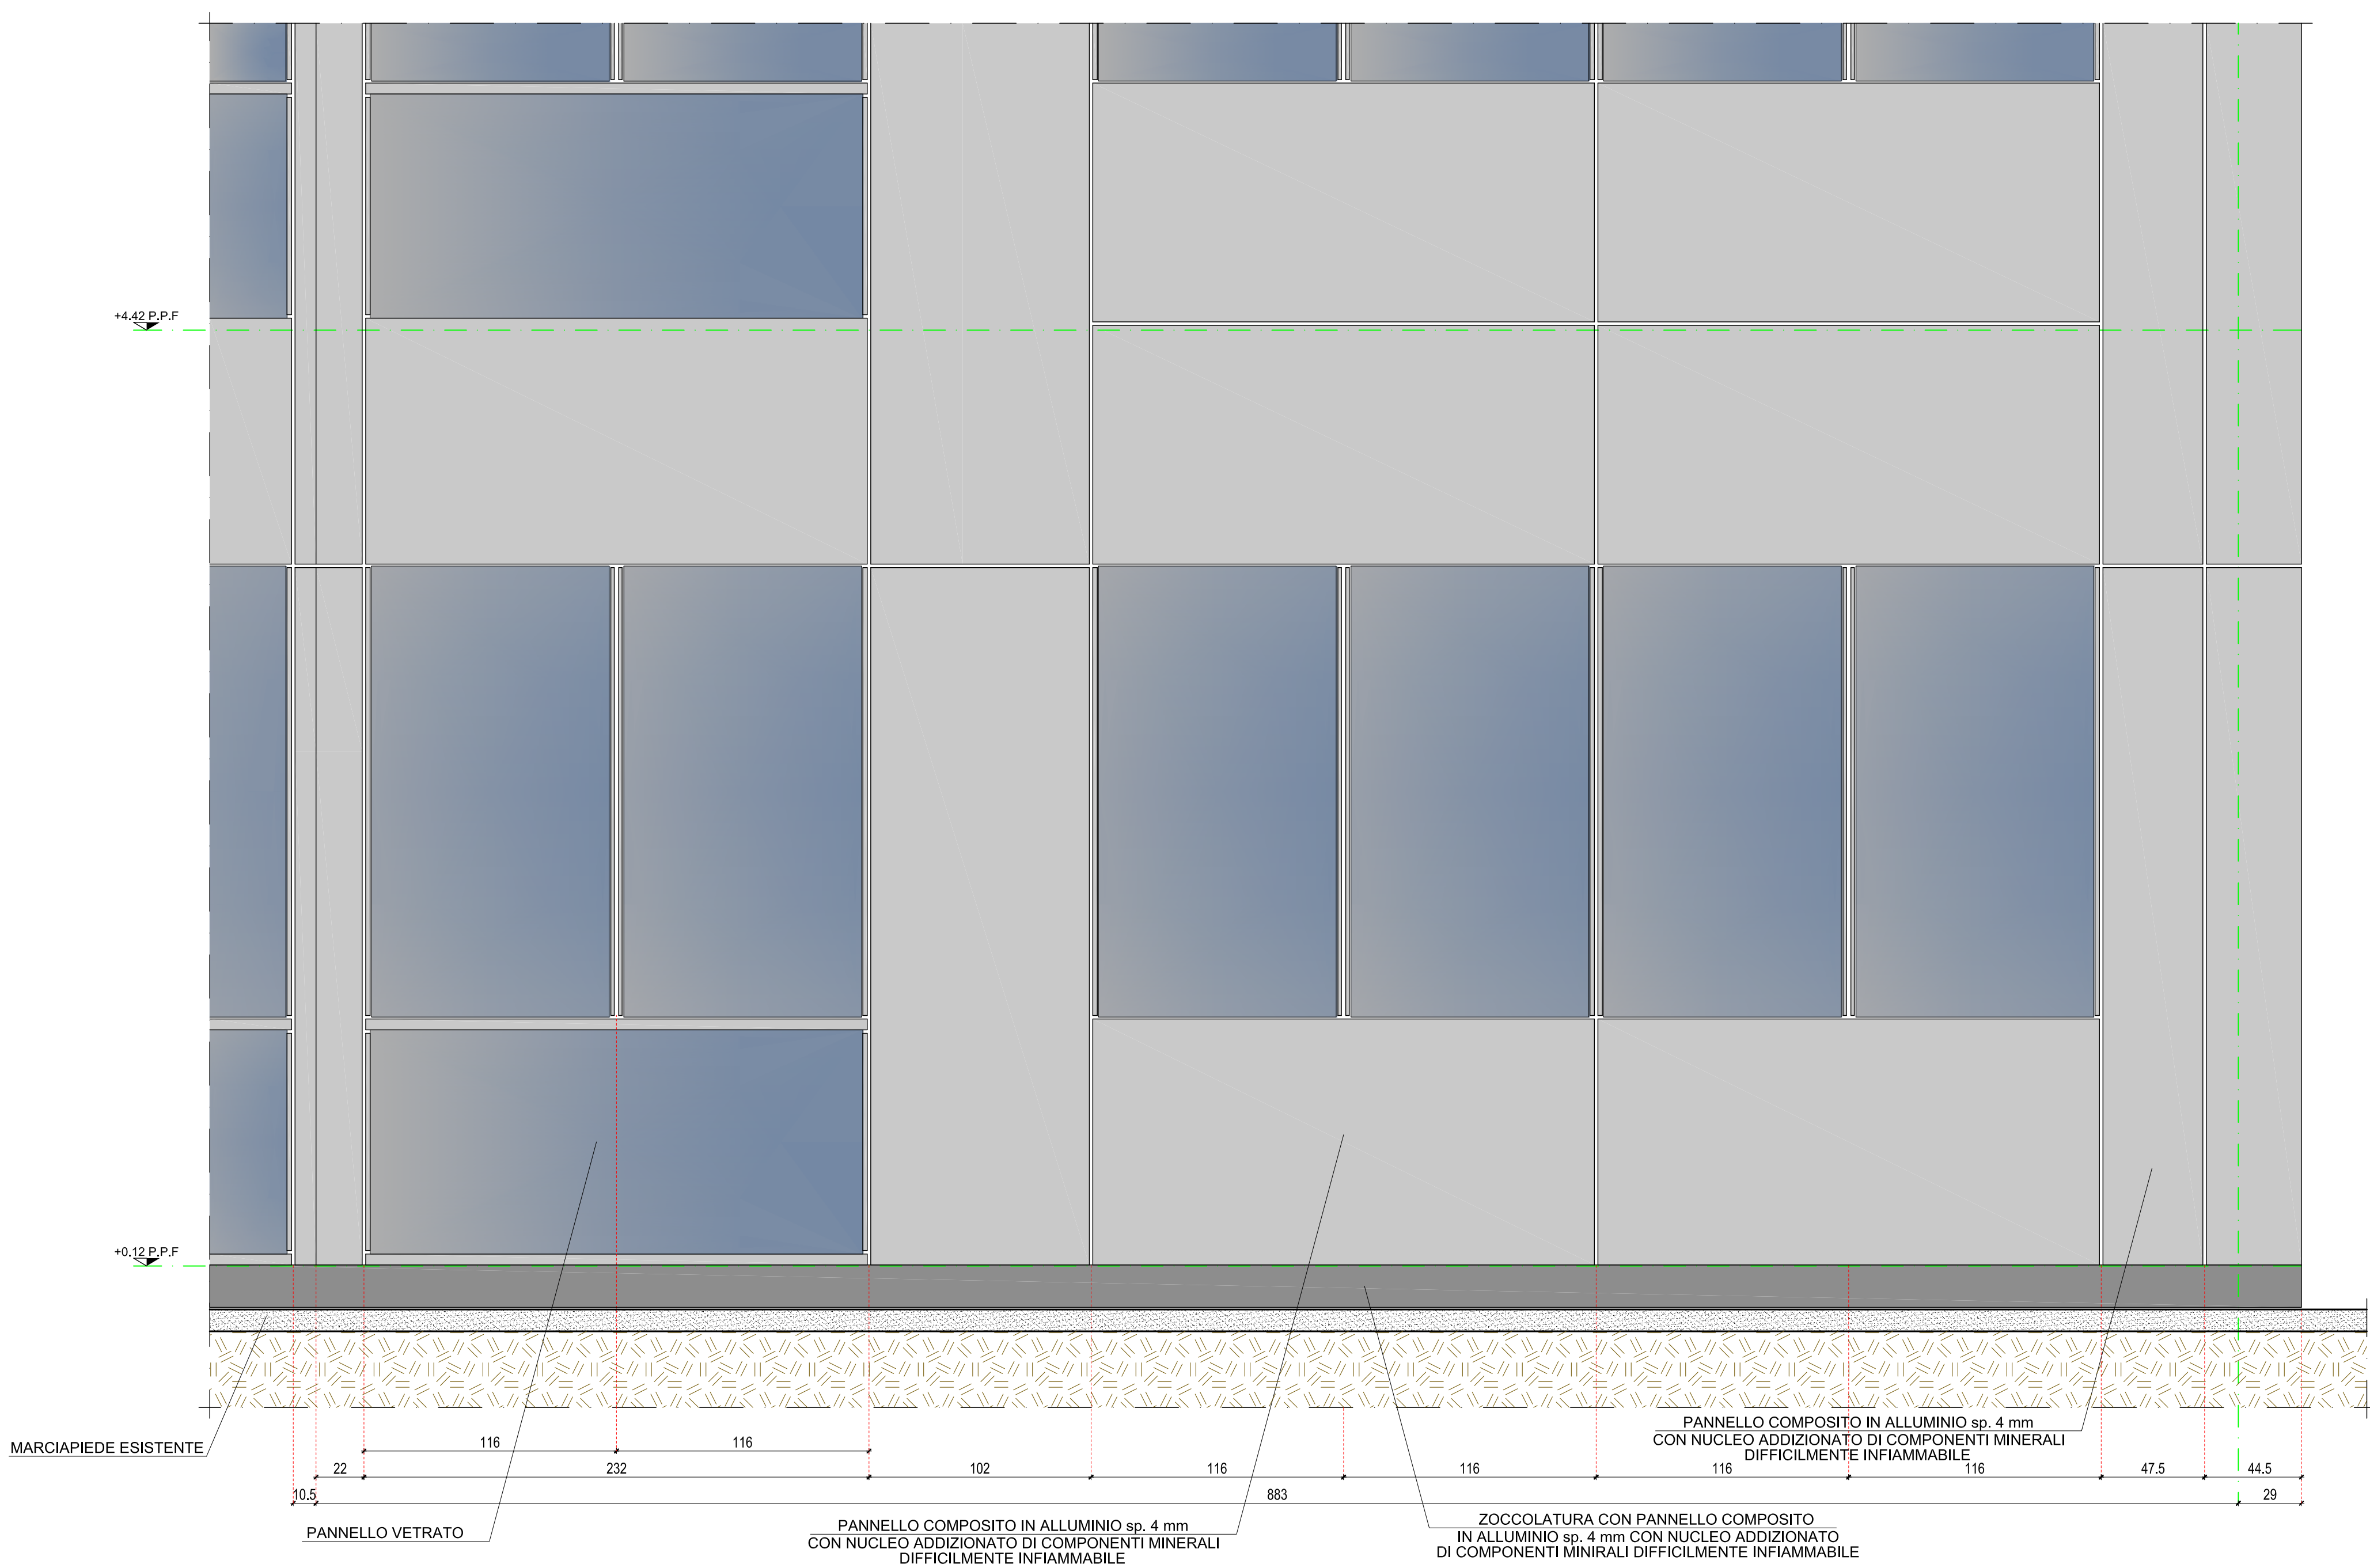 +4.42 P.P.F
+0.12 P.P.F
MARCIAPIEDE ESISTENTE
116
116
22
232
102
116
116
116
116
47.5
44.5
10.5
883
29
PANNELLO VETRATO
PANNELLO COMPOSITO IN ALLUMINIO sp. 4 mm
CON NUCLEO ADDIZIONATO DI COMPONENTI MINERALI
DIFFICILMENTE INFIAMMABILE
ZOCCOLATURA CON PANNELLO COMPOSITO
IN ALLUMINIO sp. 4 mm CON NUCLEO ADDIZIONATO
DI COMPONENTI MINIRALI DIFFICILMENTE INFIAMMABILE
PANNELLO COMPOSITO IN ALLUMINIO sp. 4 mm
CON NUCLEO ADDIZIONATO DI COMPONENTI MINERALI
DIFFICILMENTE INFIAMMABILE